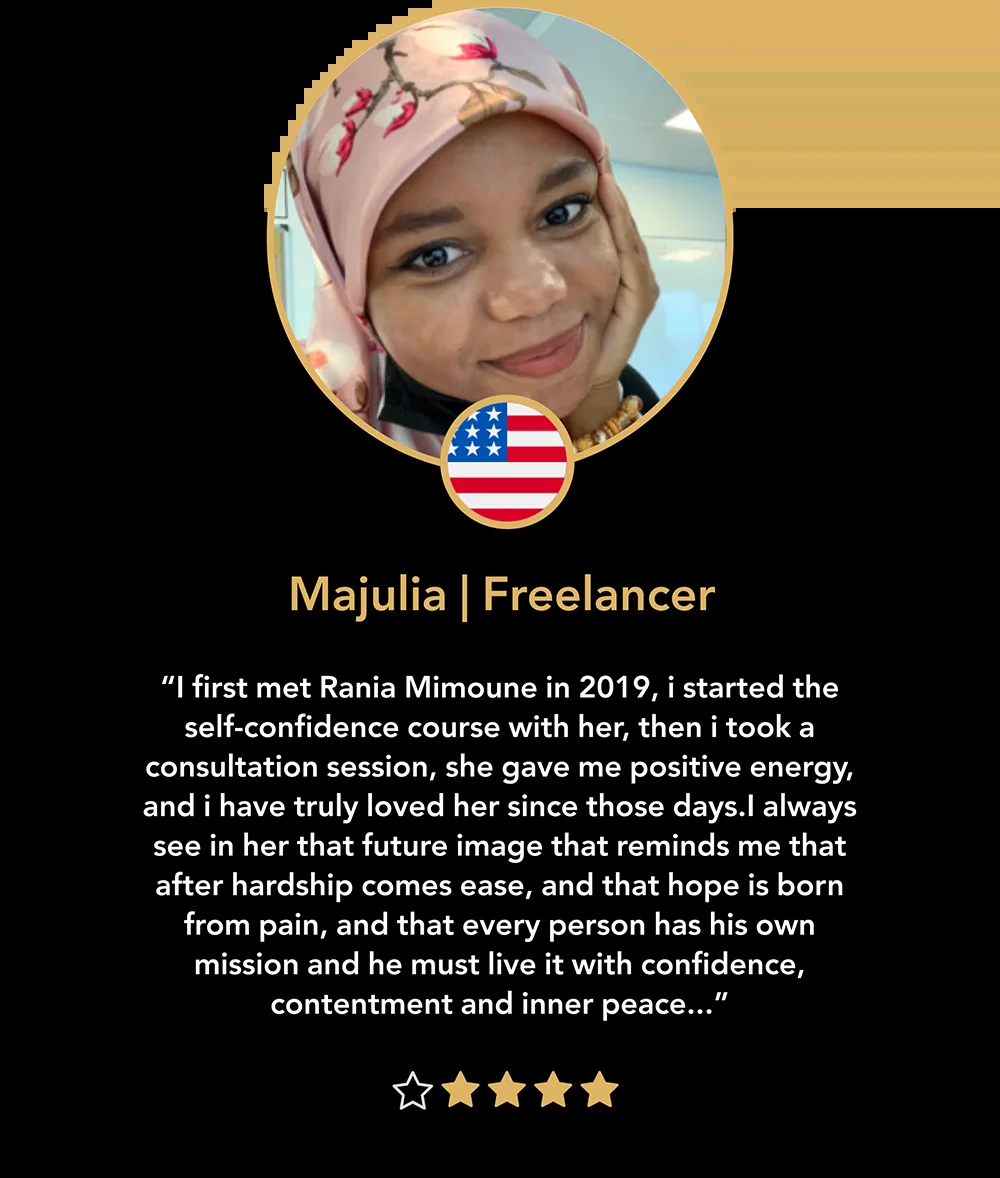 Majulia | Freelancer
“I first met Rania Mimoune in 2019, i started the
self-confidence course with her, then i took a
consultation session, she gave me positive energy,
and i have truly loved her since those days.I always
see in her that future image that reminds me that
after hardship comes ease, and that hope is born
from pain, and that every person has his own
mission and he must live it with confidence,
contentment and inner peace...”